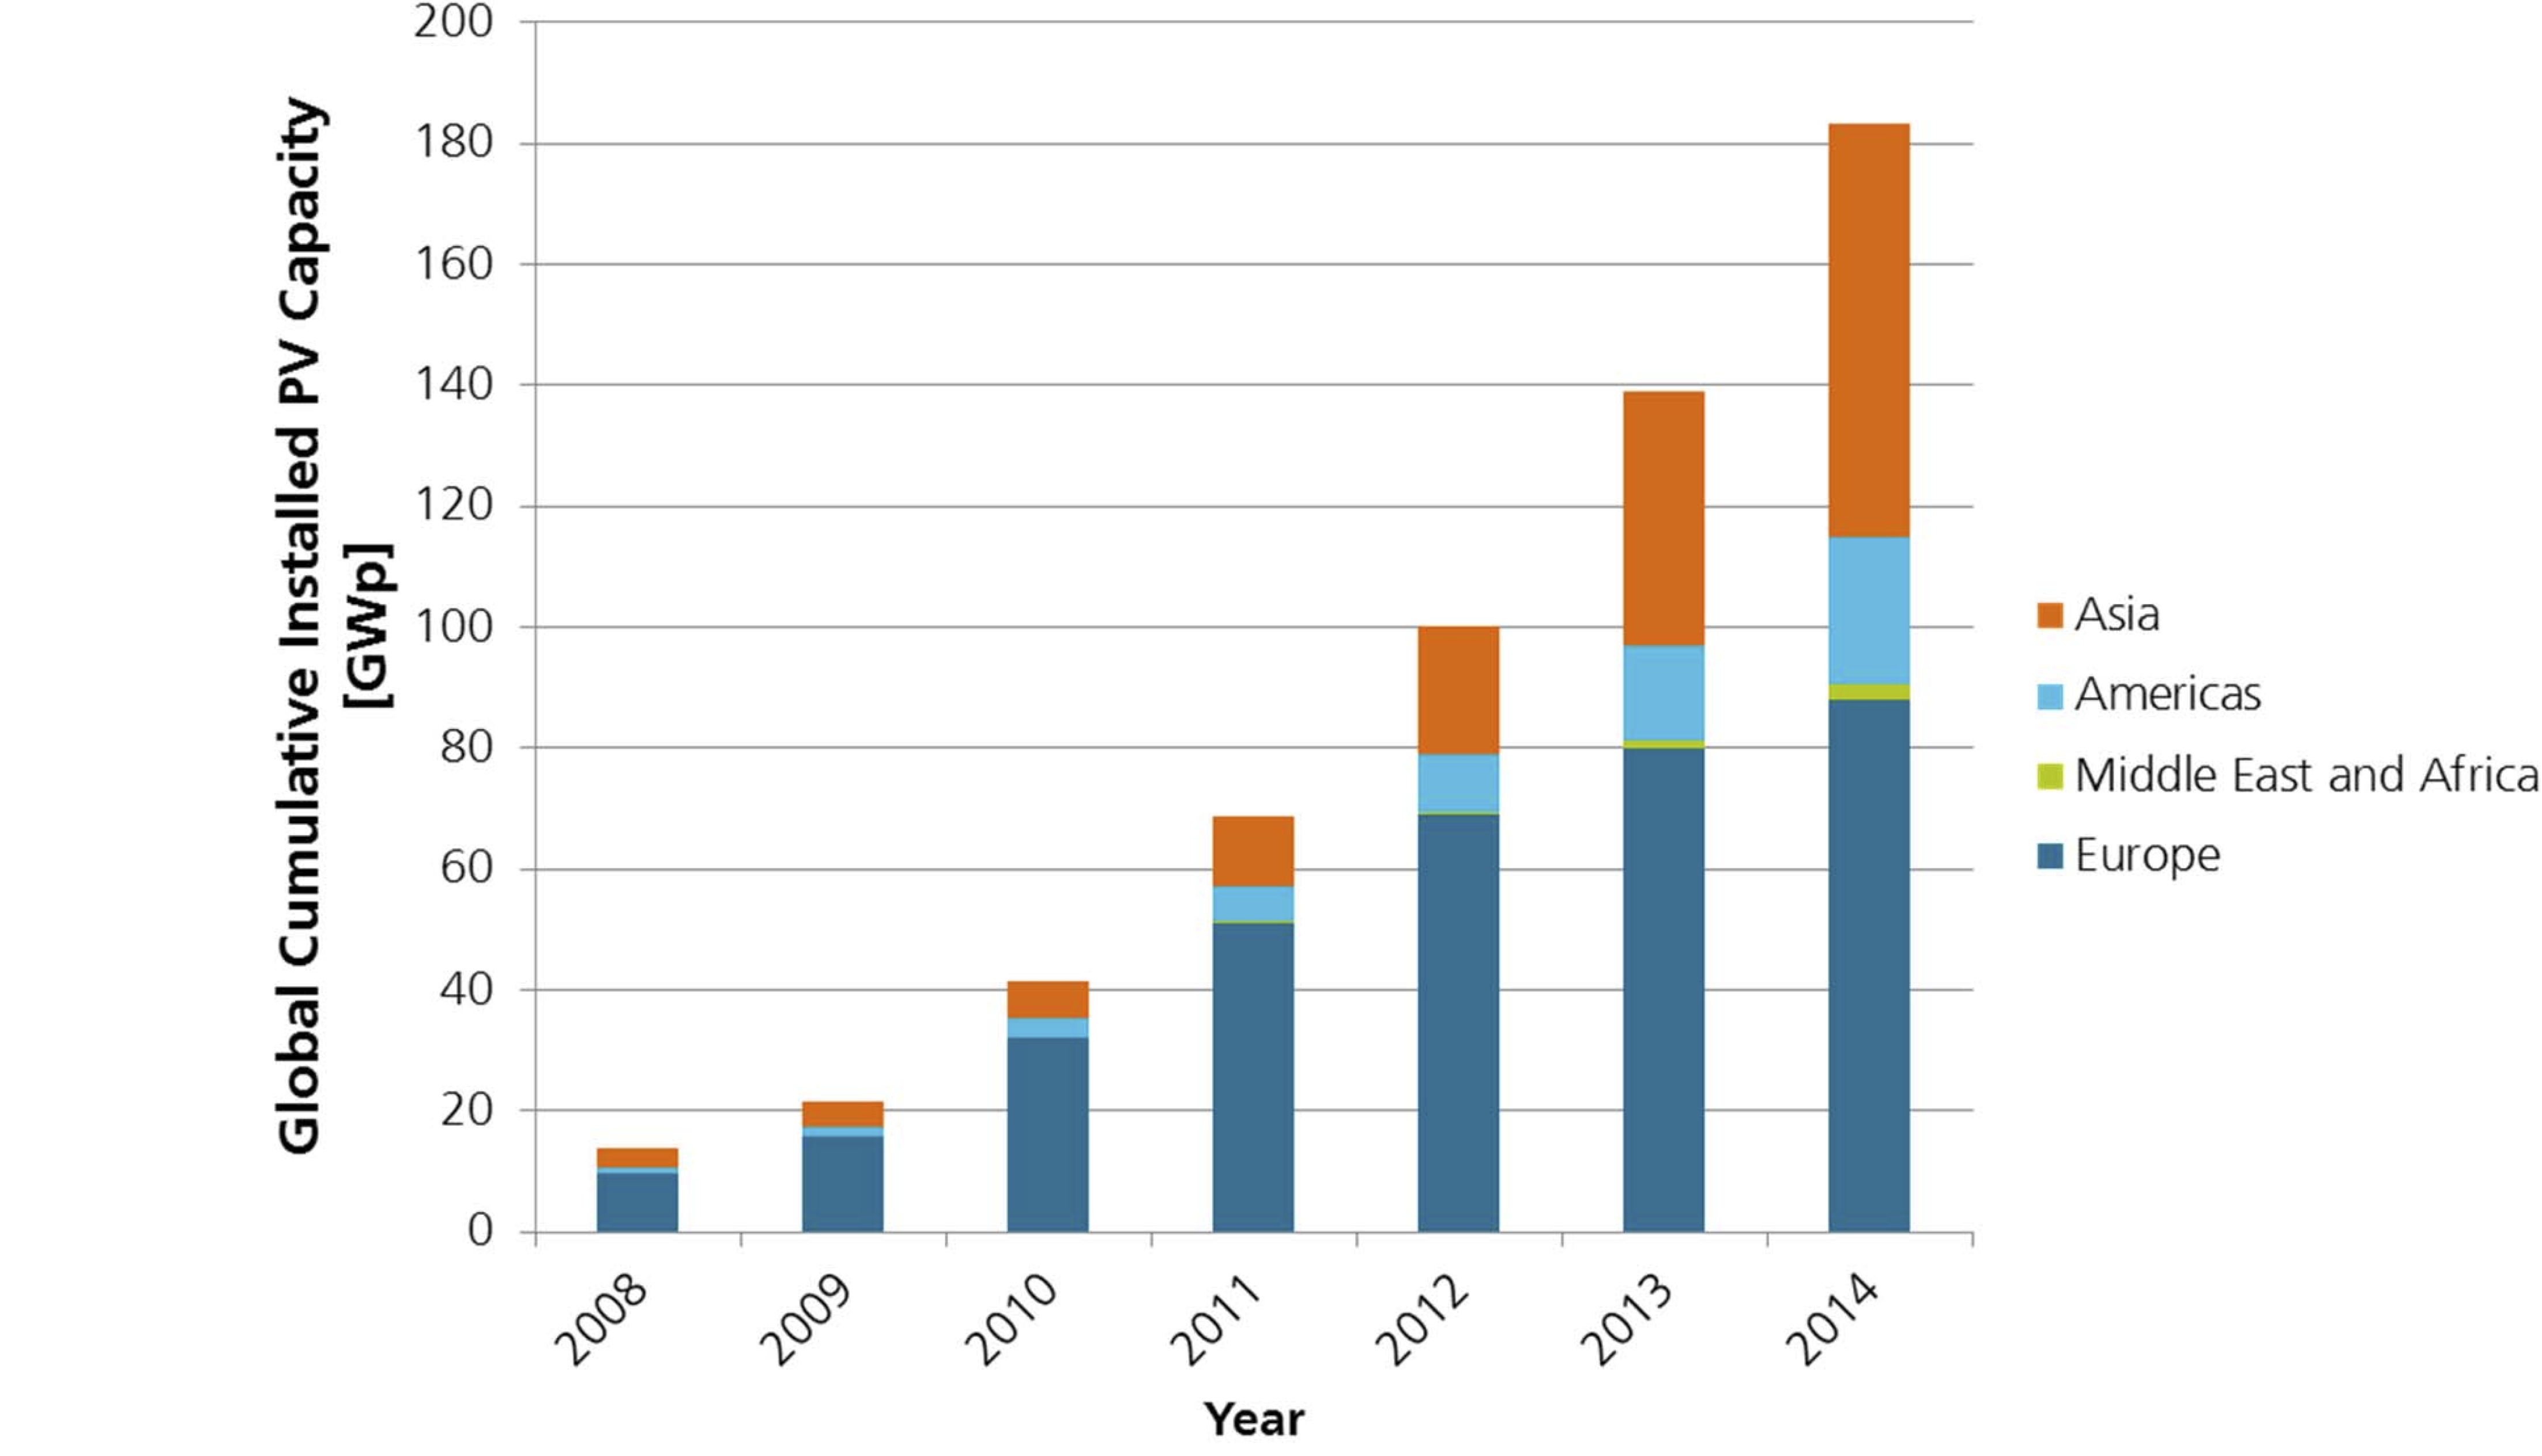 Global Cumulative Installed PV Capacity
[GWp]
200
180
160
140
120
100
80
60
40
20
0
2008
2009
2010
2011
2012
2013
2014
Year
Asia
Americas
Middle East and Africa
Europe